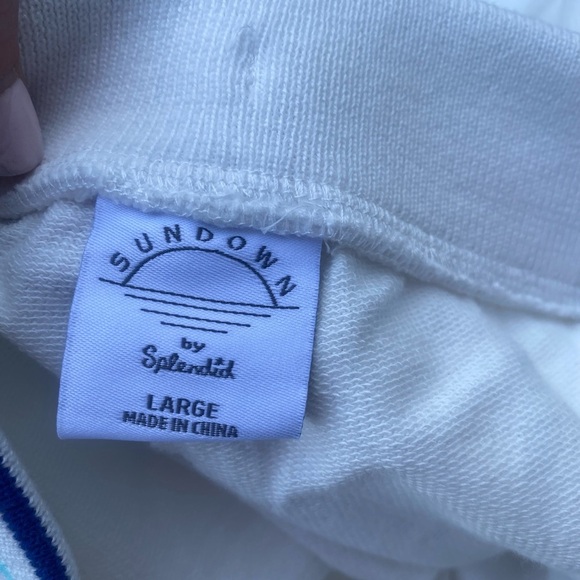 SUNDOWN
by
Splendid
LARGE
MADE IN CHINA